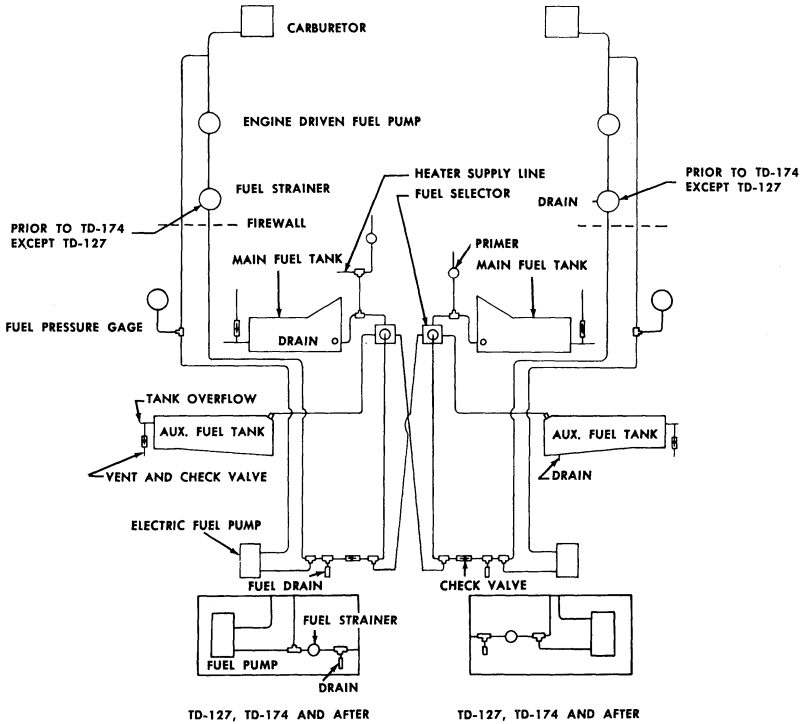 CARBURETOR
ENGINE DRIVEN FUEL PUMP
HEATER SUPPLY LINE
PRIOR TO TD-174
EXCEPT TD-127
FUEL STRAINER
FUEL SELECTOR
DRAIN
PRIOR TO TD-174
EXCEPT TD-127
FIREWALL
PRIMER
MAIN FUEL TANK
MAIN FUEL TANK
FUEL PRESSURE GAGE
DRAIN
TANK OVERFLOW
AUX. FUEL TANK
AUX. FUEL TANK
VENT AND CHECK VALVE
DRAIN
ELECTRIC FUEL PUMP
FUEL DRAIN
CHECK VALVE
FUEL STRAINER
FUEL PUMP
DRAIN
TD-127, TD-174 AND AFTER
TD-127, TD-174 AND AFTER